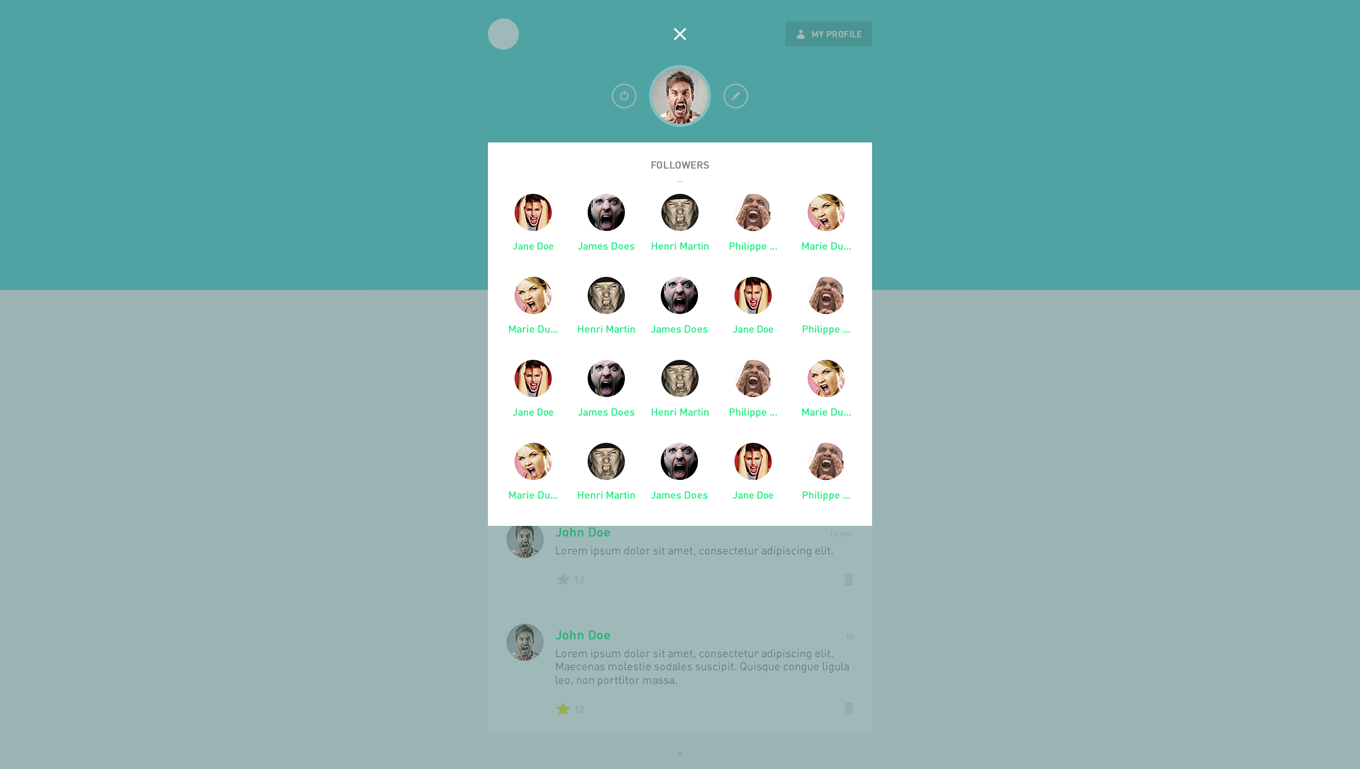 MY PROFILE
FOLLOWERS
Jane Doe
James Does
Henri Martin
Philippe ...
Marie Du...
Marie Du...
Henri Martin
James Does
Jane Doe
Philippe ...
Jane Doe
James Does
Henri Martin
Philippe ...
Marie Du...
Marie Du...
Henri Martin
James Does
Jane Doe
Philippe ...
John Doe
Lorem ipsum dolor sit amet, consectetur adipiscing elit.
12
John Doe
Lorem ipsum dolor sit amet, consectetur adipiscing elit.
Maecenas molestie sodales suscipit. Quisque congue ligula
leo, non porttitor massa.
12